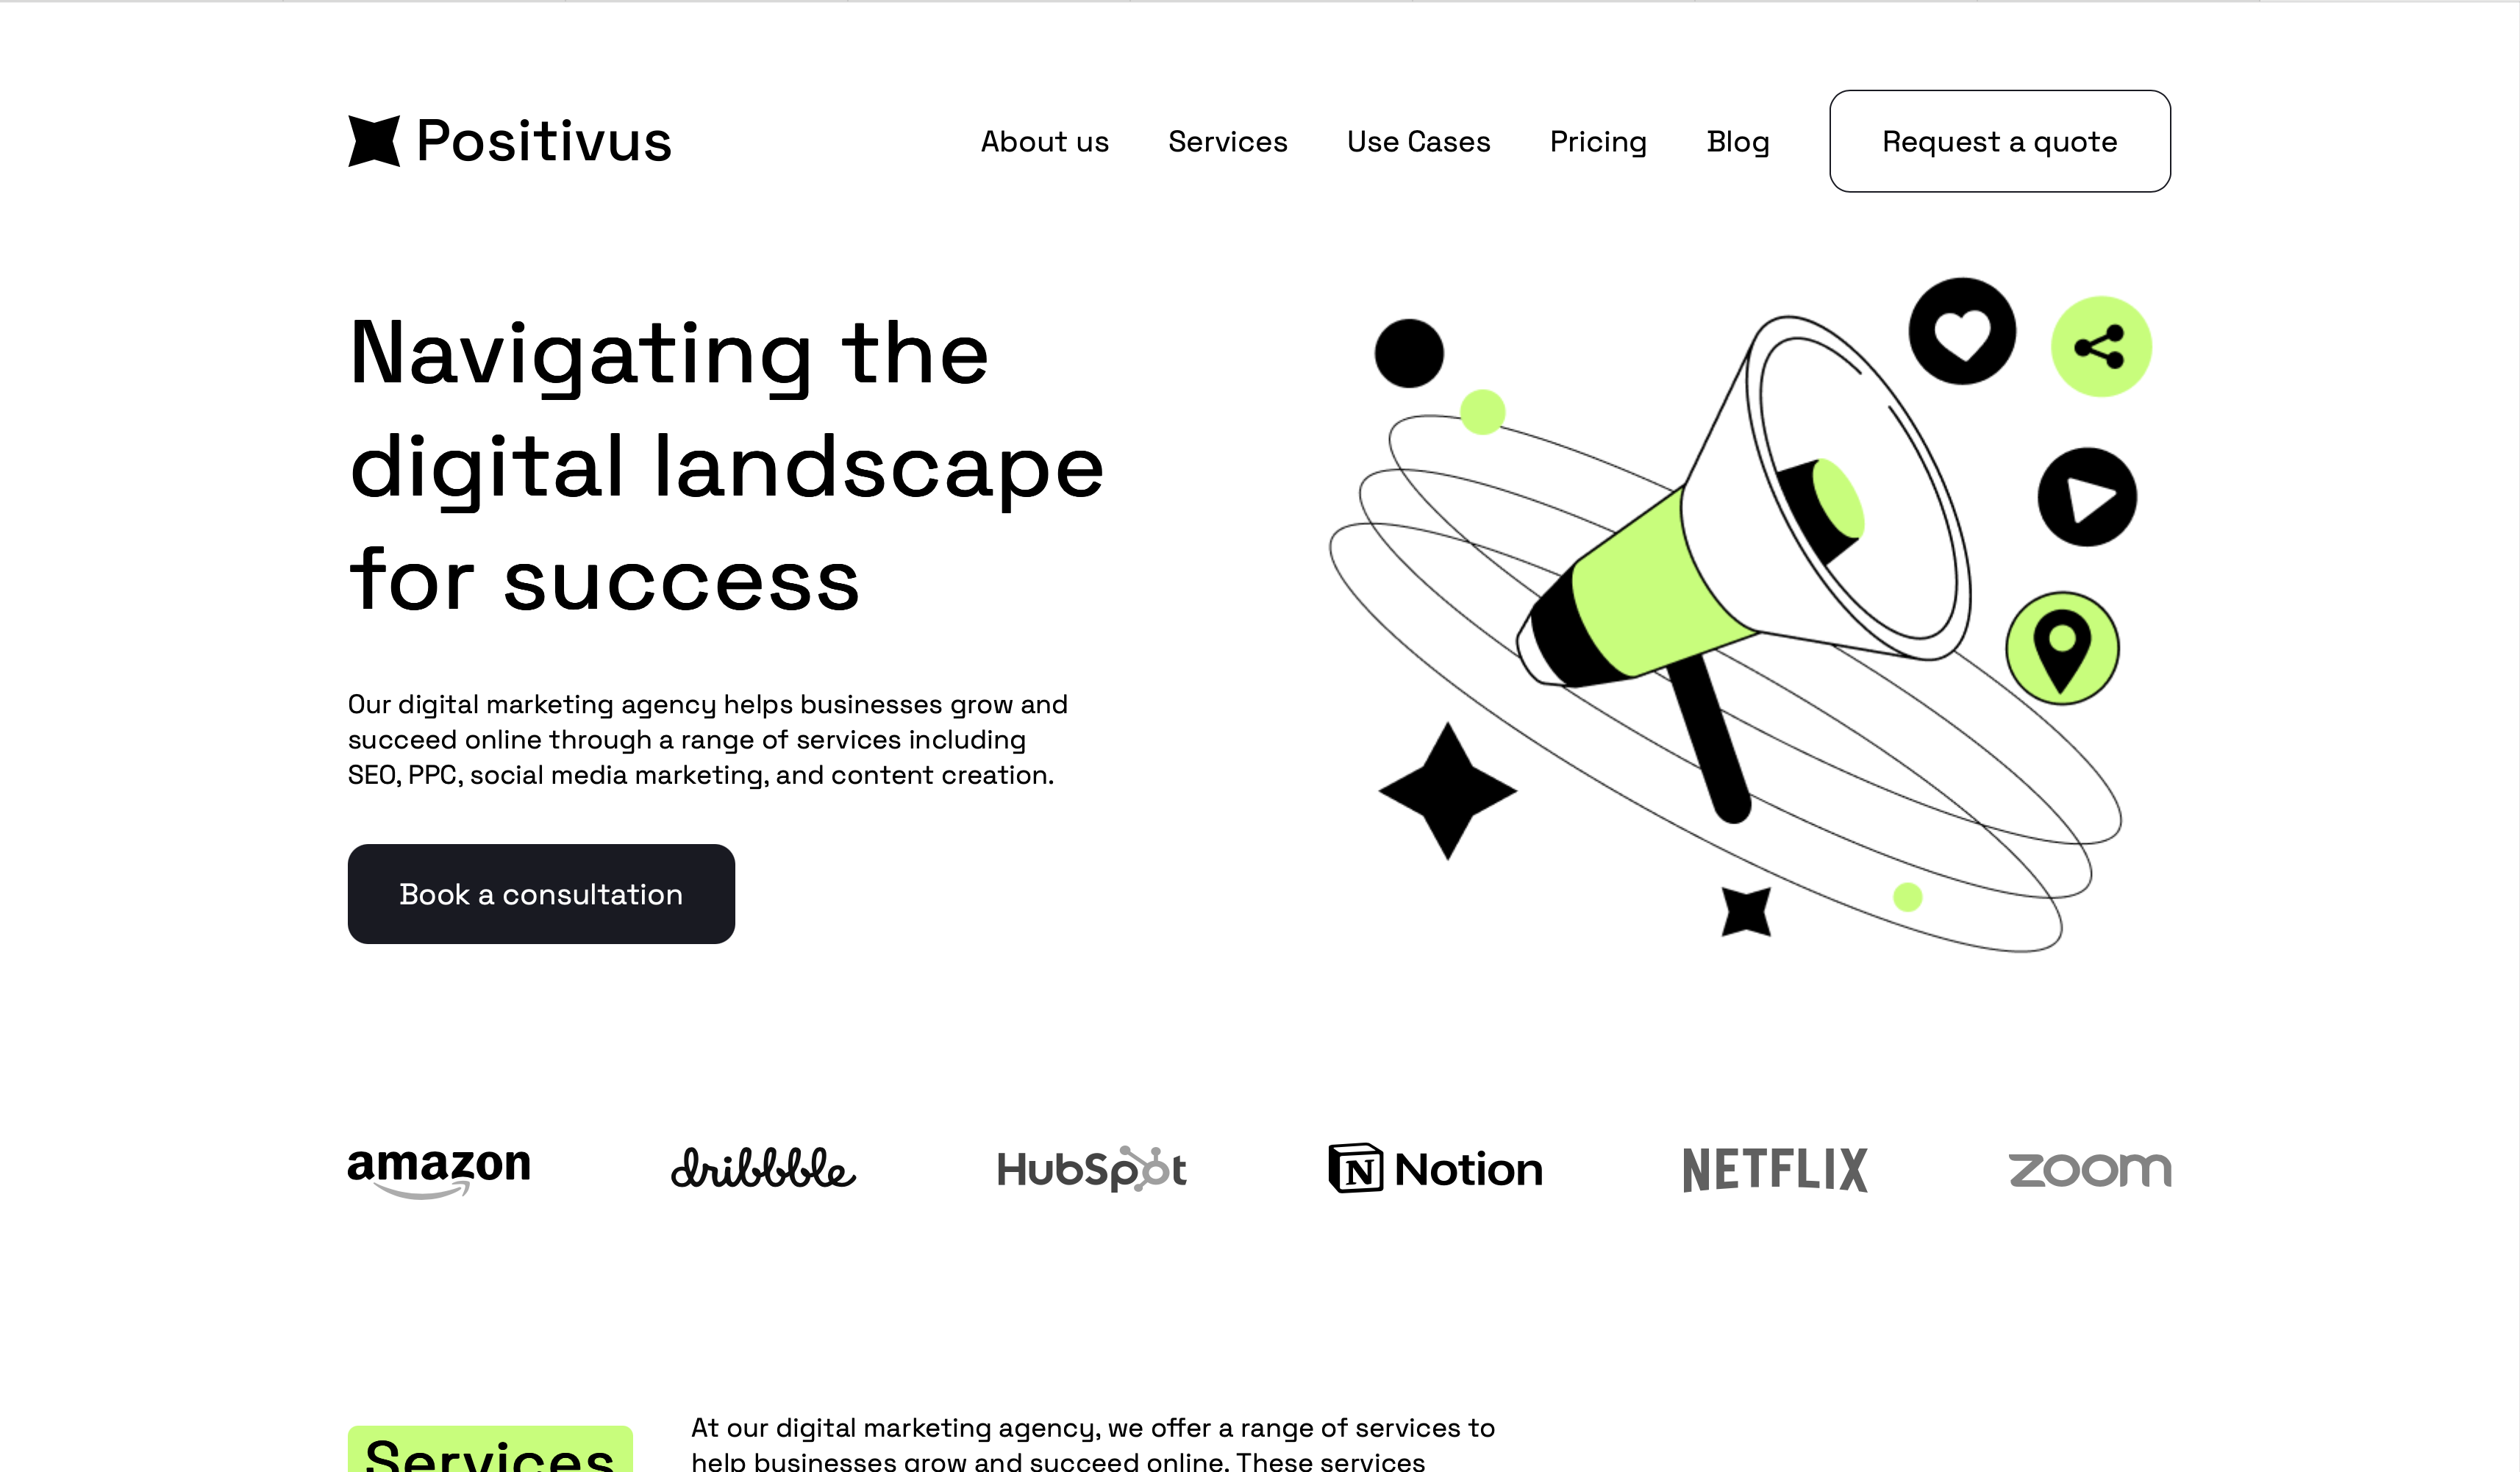 Positivus
About us
Services
Use Cases
Pricing
Blog
Request a quote
Navigating the
digital landscape
for success
Our digital marketing agency helps businesses grow and
succeed online through a range of services including
SEO, PPC, social media marketing, and content creation.
Book a consultation
amazon
dribbble
HubSpot
N Notion
NETFLIX
zoom
Services
At our digital marketing agency, we offer a range of services to
help businesses grow and succeed online. These services